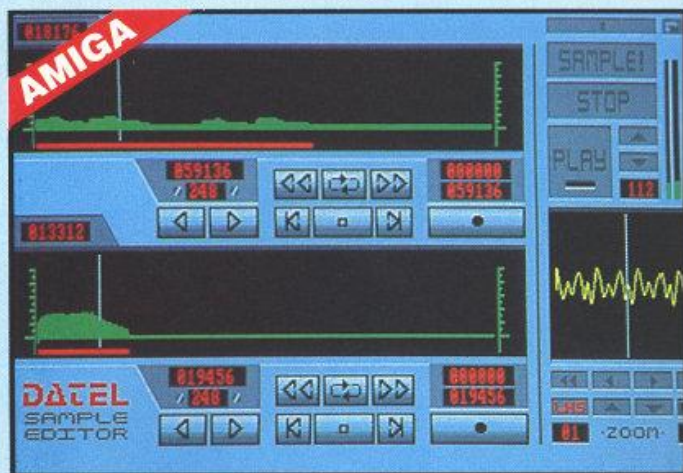 018176
AMIGA
SAMPLE!
STOP
PLAY
112
059136
248
000000
059136
013312
DATEL
SAMPLE
EDITOR
019456
248
000000
019456
01
-ZOOM-